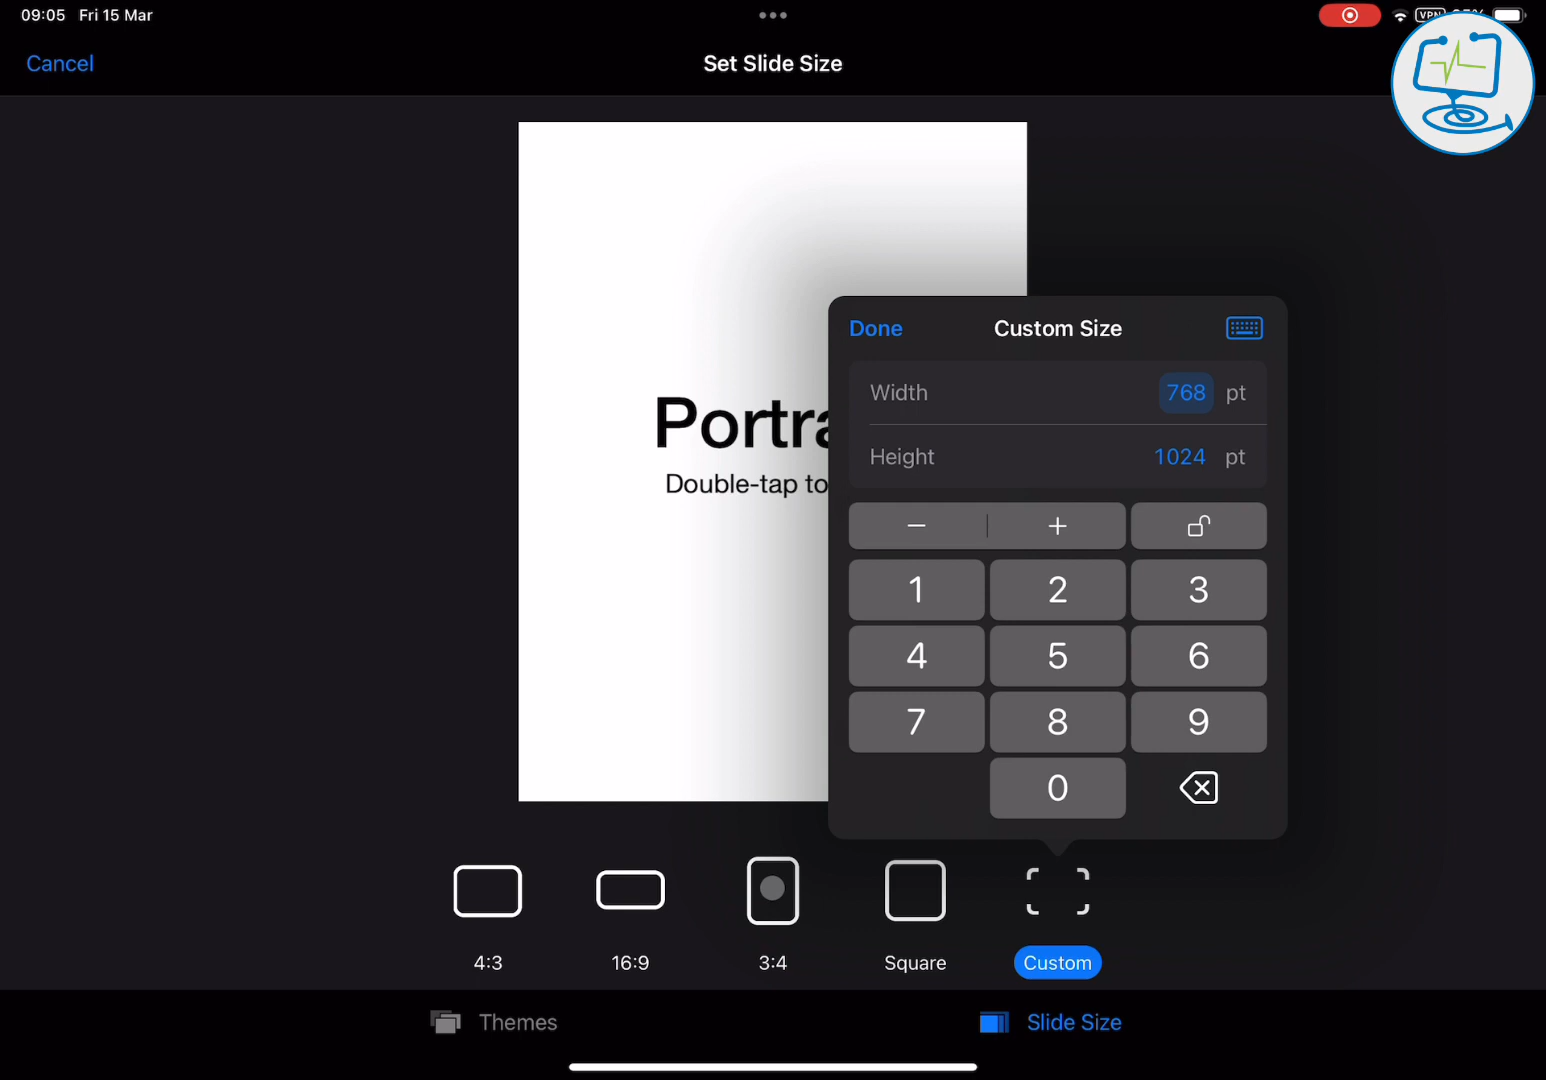 09:05 Fri 15 Mar
VPN
Cancel
Set Slide Size
Portra
Double-tap to
Done
Custom Size
Width 768 pt
Height 1024 pt
− +
1 2 3
4 5 6
7 8 9
0
4:3
16:9
3:4
Square
Custom
Themes
Slide Size